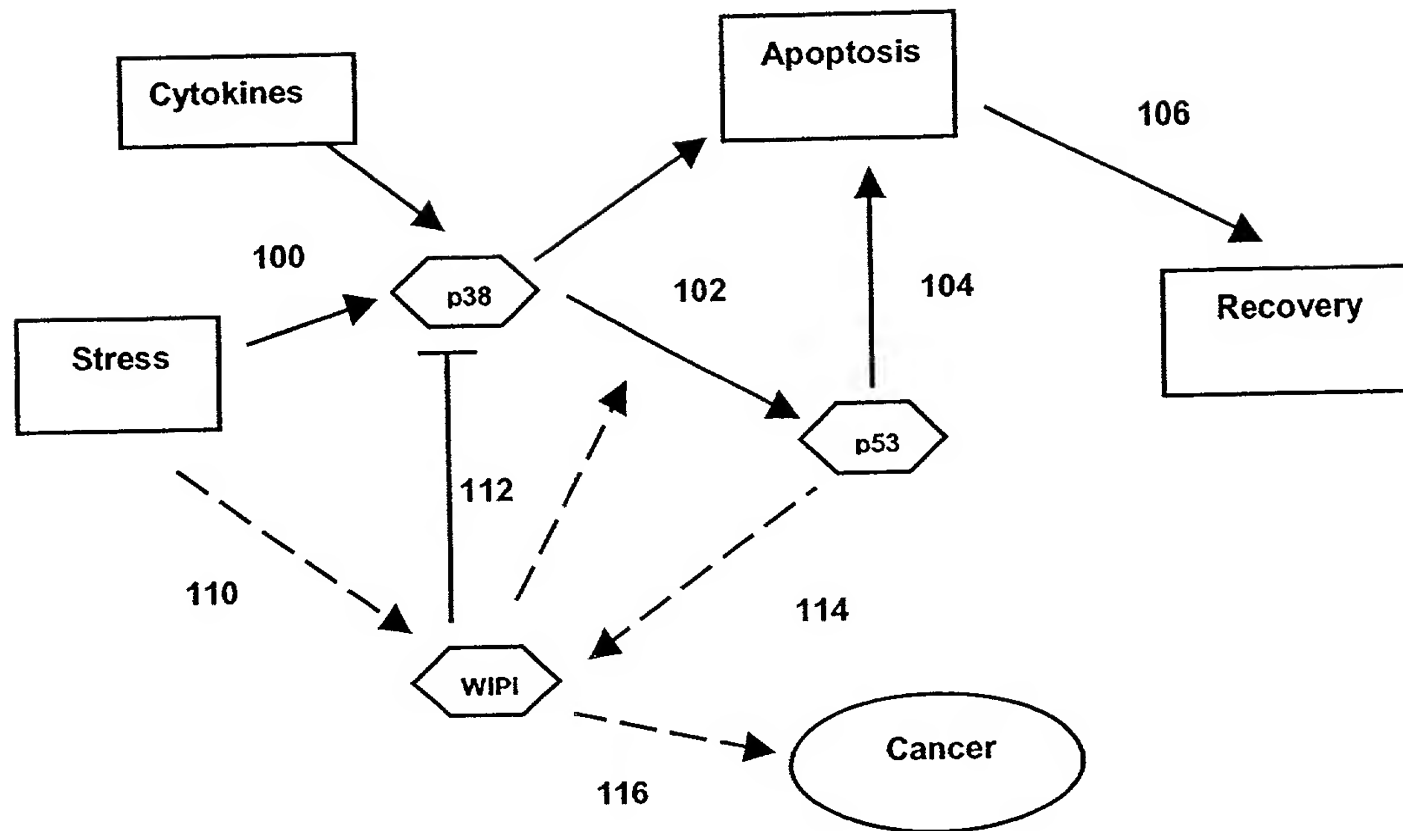 Apoptosis
Cytokines
106
100
p38
102
104
Recovery
Stress
p53
112
110
114
WIPI
Cancer
116